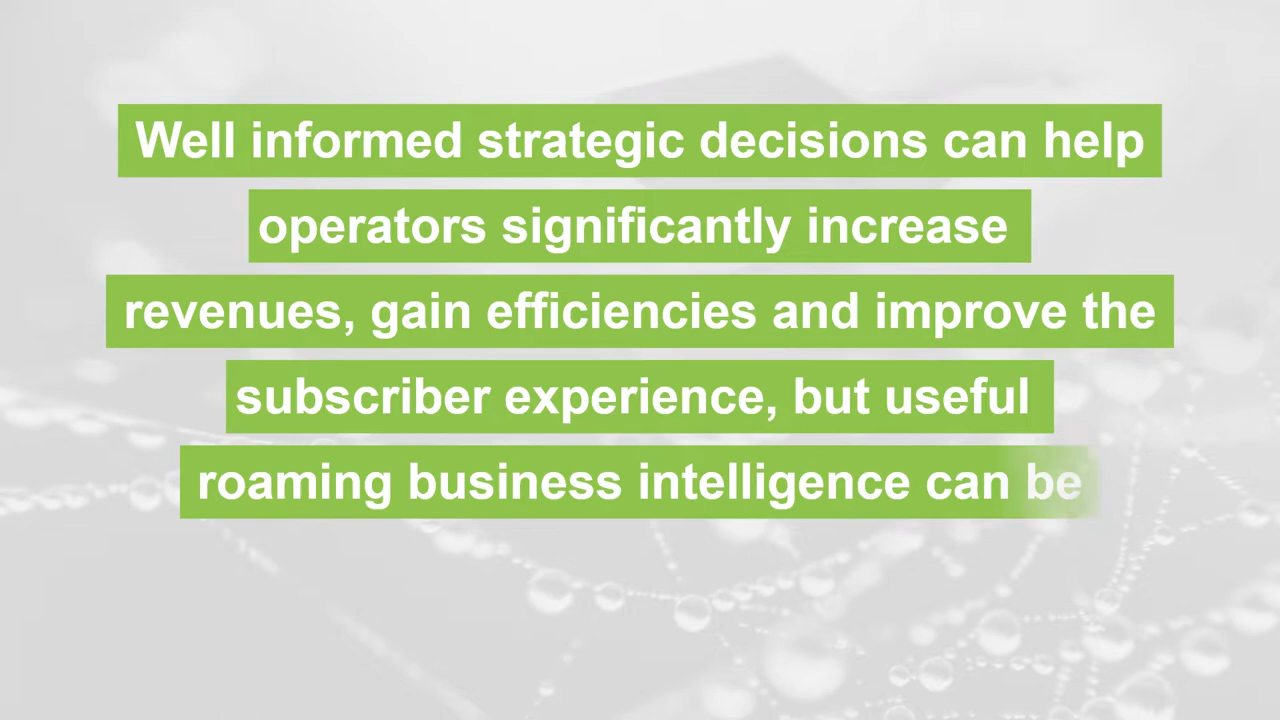 Well informed strategic decisions can help
operators significantly increase
revenues, gain efficiencies and improve the
subscriber experience, but useful
roaming business intelligence can be